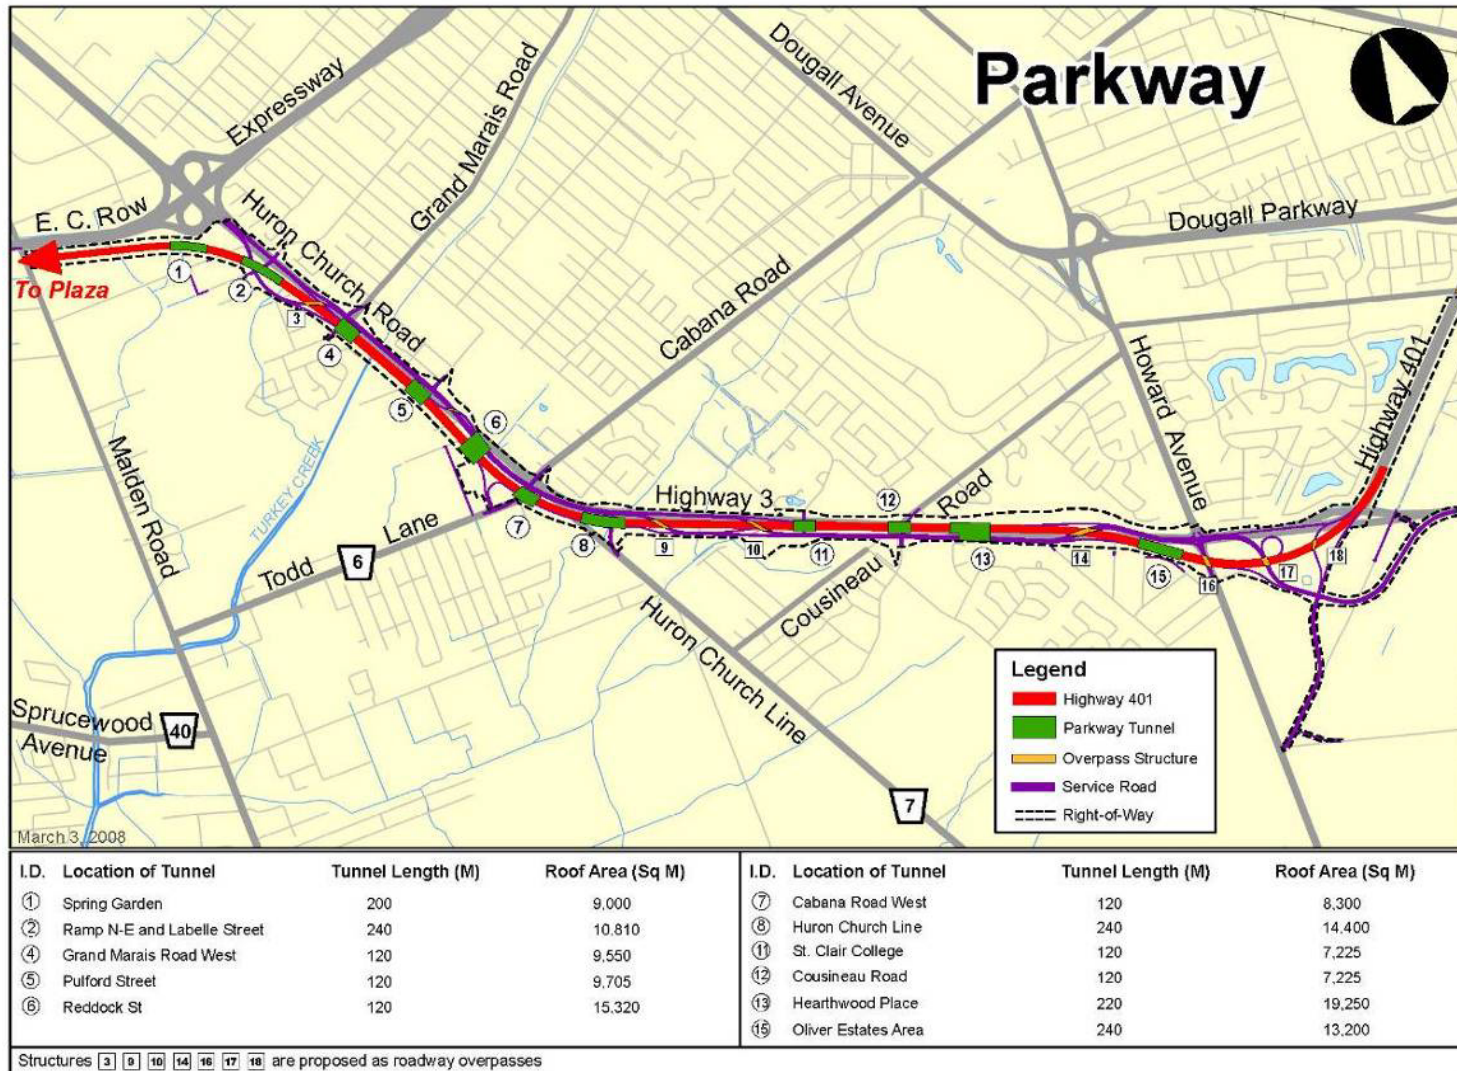 Parkway
Expressway
Grand Marais Road
Dougall Avenue
E. C. Row
Huron Church Road
Dougall Parkway
To Plaza
1
2
3
4
5
6
7
8
9
10
11
12
13
14
15
16
17
18
Cabana Road
Howard Avenue
Highway 401
Malden Road
TURKEY CREEK
Highway 3
Todd Lane
6
Cousineau Road
Huron Church Line
7
Sprucewood Avenue
40
March 3, 2008
Legend
Highway 401
Parkway Tunnel
Overpass Structure
Service Road
Right-of-Way
I.D. Location of Tunnel Tunnel Length (M) Roof Area (Sq M)
1 Spring Garden 200 9,000
2 Ramp N-E and Labelle Street 240 10,810
4 Grand Marais Road West 120 9,550
5 Pulford Street 120 9,705
6 Reddock St 120 15,320
I.D. Location of Tunnel Tunnel Length (M) Roof Area (Sq M)
7 Cabana Road West 120 8,300
8 Huron Church Line 240 14,400
11 St. Clair College 120 7,225
12 Cousineau Road 120 7,225
13 Hearthwood Place 220 19,250
15 Oliver Estates Area 240 13,200
Structures 3 9 10 14 16 17 18 are proposed as roadway overpasses